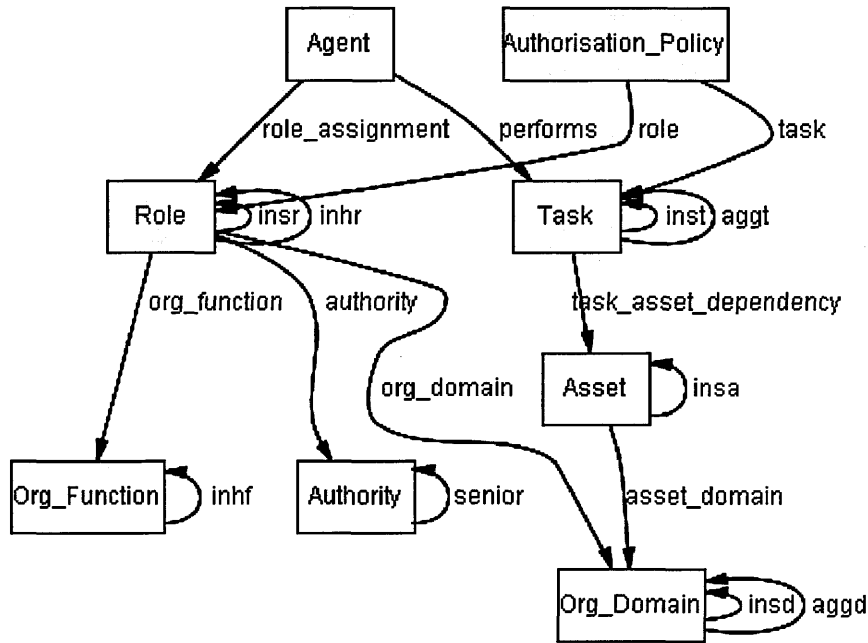 Agent
Authorisation_Policy
role_assignment
performs
role
task
Role
insr
inhr
Task
inst
aggt
org_function
authority
task_asset_dependency
org_domain
Asset
insa
Org_Function
inhf
Authority
senior
asset_domain
Org_Domain
insd
aggd